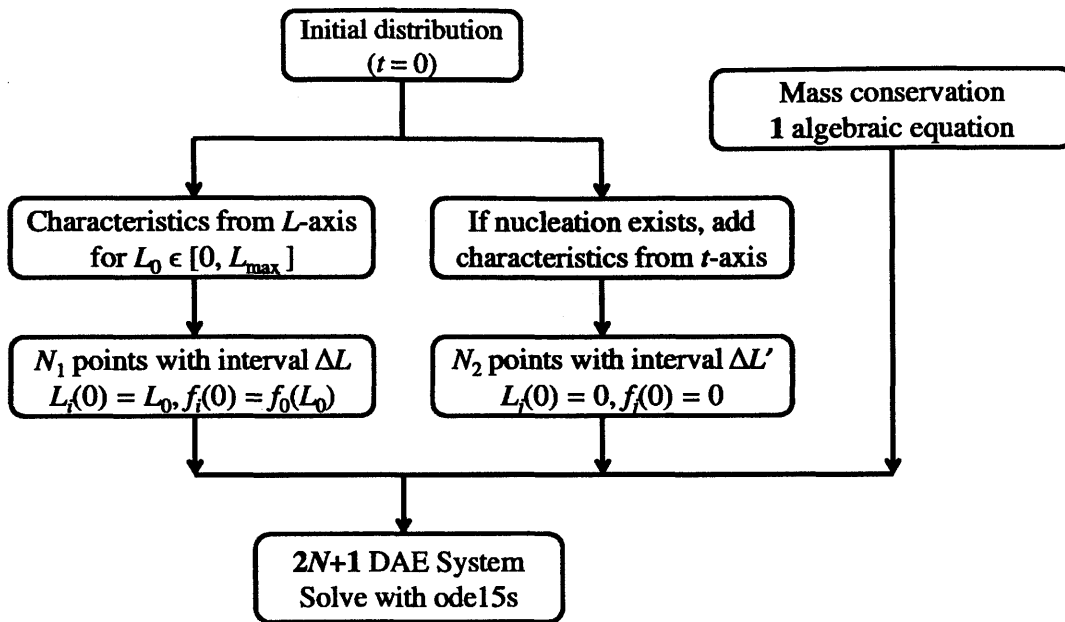 Initial distribution
(t = 0)
Mass conservation
1 algebraic equation
Characteristics from L-axis
for L₀ ϵ [0, Lₘₐₓ]
If nucleation exists, add
characteristics from t-axis
N₁ points with interval ΔL
Lᵢ(0) = L₀, fᵢ(0) = f₀(L₀)
N₂ points with interval ΔL'
Lⱼ(0) = 0, fⱼ(0) = 0
2N+1 DAE System
Solve with ode15s